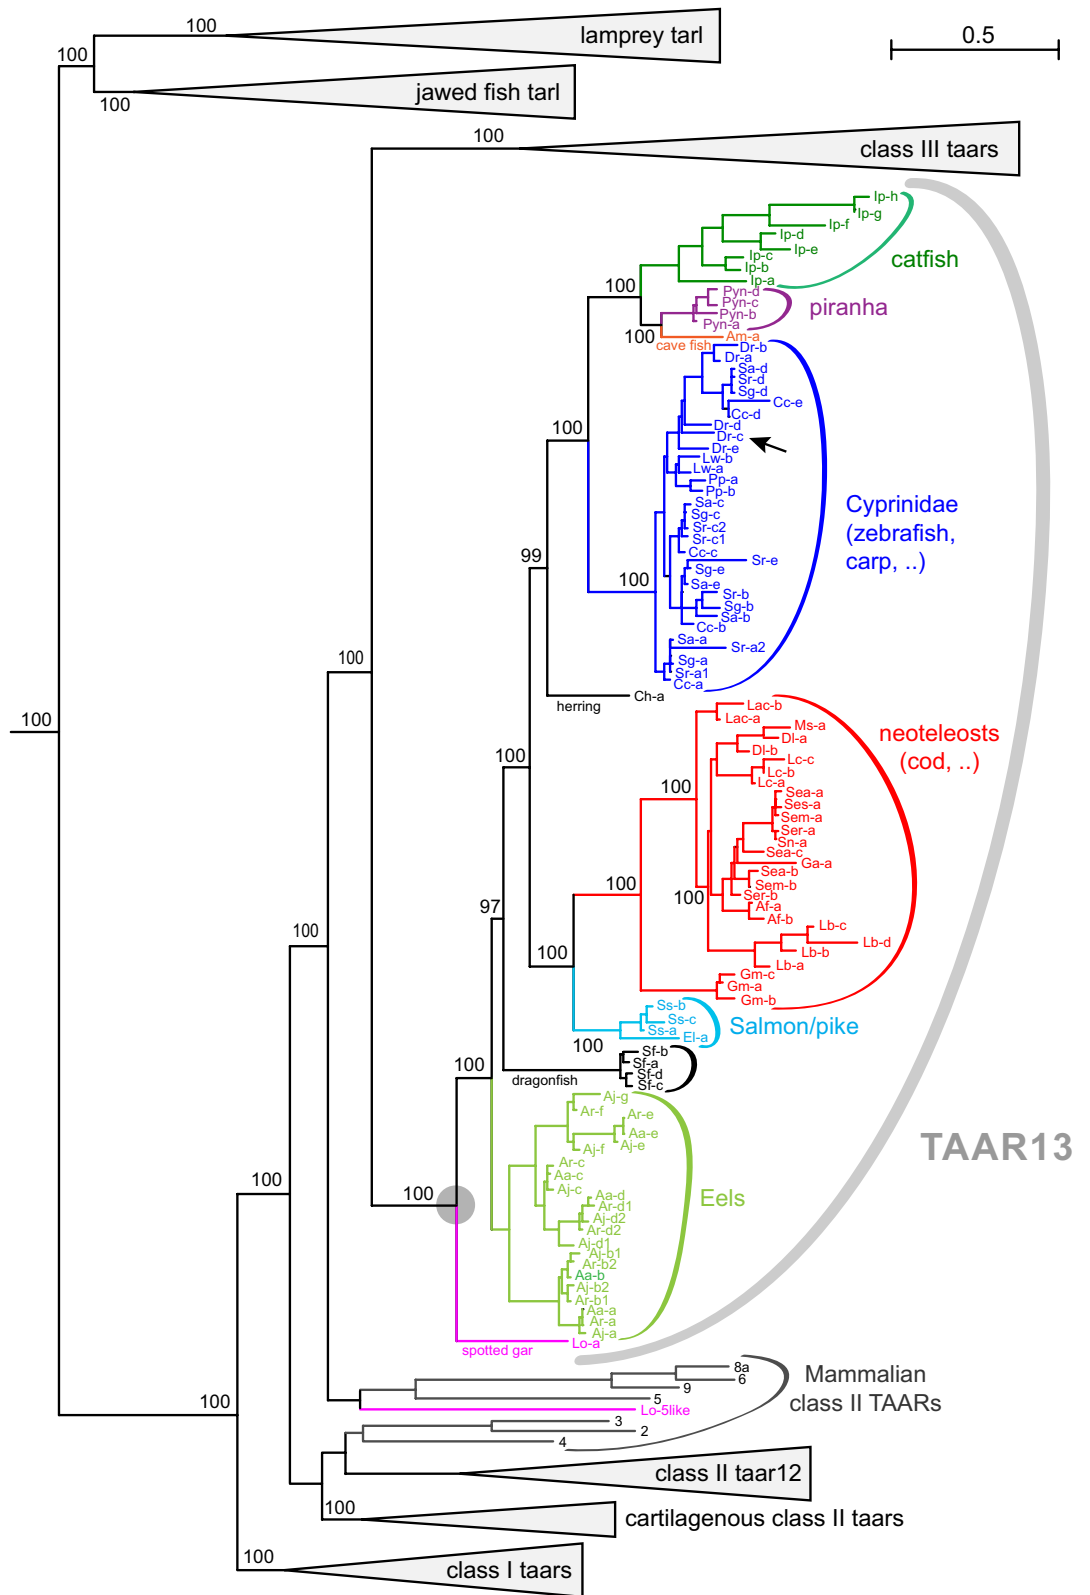 100
lamprey tarl
0.5
100
jawed fish tarl
100
100
class III taars
Ip-h
Ip-g
Ip-f
Ip-d
Ip-e
Ip-c
Ip-b
Ip-a
catfish
100
Pyn-d
Pyn-c
Pyn-b
Pyn-a
piranha
100
Am-a
cave fish
Dr-b
Dr-a
Sa-d
Sr-d
Sg-d
Cc-e
Cc-d
Dr-d
100
Dr-c
Dr-e
Lw-b
Lw-a
Pp-a
Pp-b
Sa-c
Sg-c
Sr-c2
Sr-c1
Cc-c
Cyprinidae
(zebrafish,
carp, ..)
99
Sr-e
Sg-e
Sa-e
100
Sr-b
Sg-b
Sa-b
Cc-b
Sa-a
Sr-a2
Sg-a
Sr-a1
Cc-a
100
Ch-a
herring
100
Lac-b
Lac-a
Ms-a
Dl-a
Dl-b
Lc-c
Lc-b
Lc-a
neoteleosts
(cod, ..)
100
100
Sea-a
Ses-a
Sem-a
Ser-a
Sn-a
Sea-c
Ga-a
Sea-b
Sem-b
Ser-b
Af-a
Af-b
100
100
97
Lb-c
Lb-d
Lb-b
Lb-a
100
100
Gm-c
Gm-a
Gm-b
Ss-b
Ss-c
Ss-a
El-a
Salmon/pike
100
Sf-b
Sf-a
Sf-d
Sf-c
dragonfish
100
Aj-g
Ar-f
Ar-e
Aa-e
Aj-e
Aj-f
Ar-c
Aa-c
Aj-c
TAAR13
100
100
Aa-d
Ar-d1
Aj-d2
Ar-d2
Aj-d1
Eels
Aj-b1
Ar-b2
Aa-b
Aj-b2
Ar-b1
Aa-a
Ar-a
Aj-a
Lo-a
spotted gar
8a
6
9
5
Lo-5like
Mammalian
class II TAARs
100
3
2
4
class II taar12
100
cartilagenous class II taars
100
class I taars